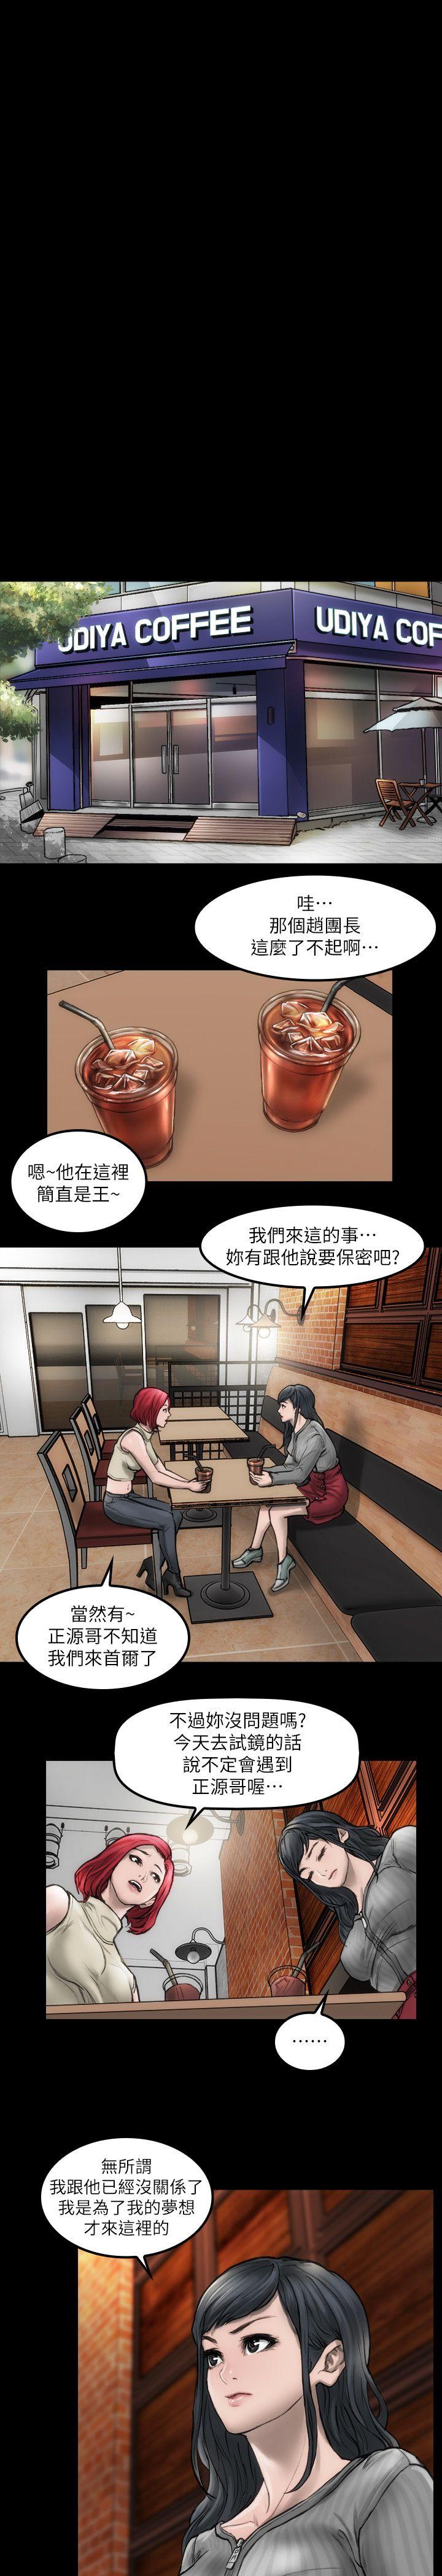 UDIYA COFFEE
UDIYA COF
哇…
那個趙團長
這麼了不起啊…
嗯~他在這裡
簡直是王~
我們來這的事…
妳有跟他說要保密吧?
當然有~
正源哥不知道
我們來首爾了
不過妳沒問題嗎?
今天去試鏡的話
說不定會遇到
正源哥喔…
……
無所謂
我跟他已經沒關係了
我是為了我的夢想
才來這裡的